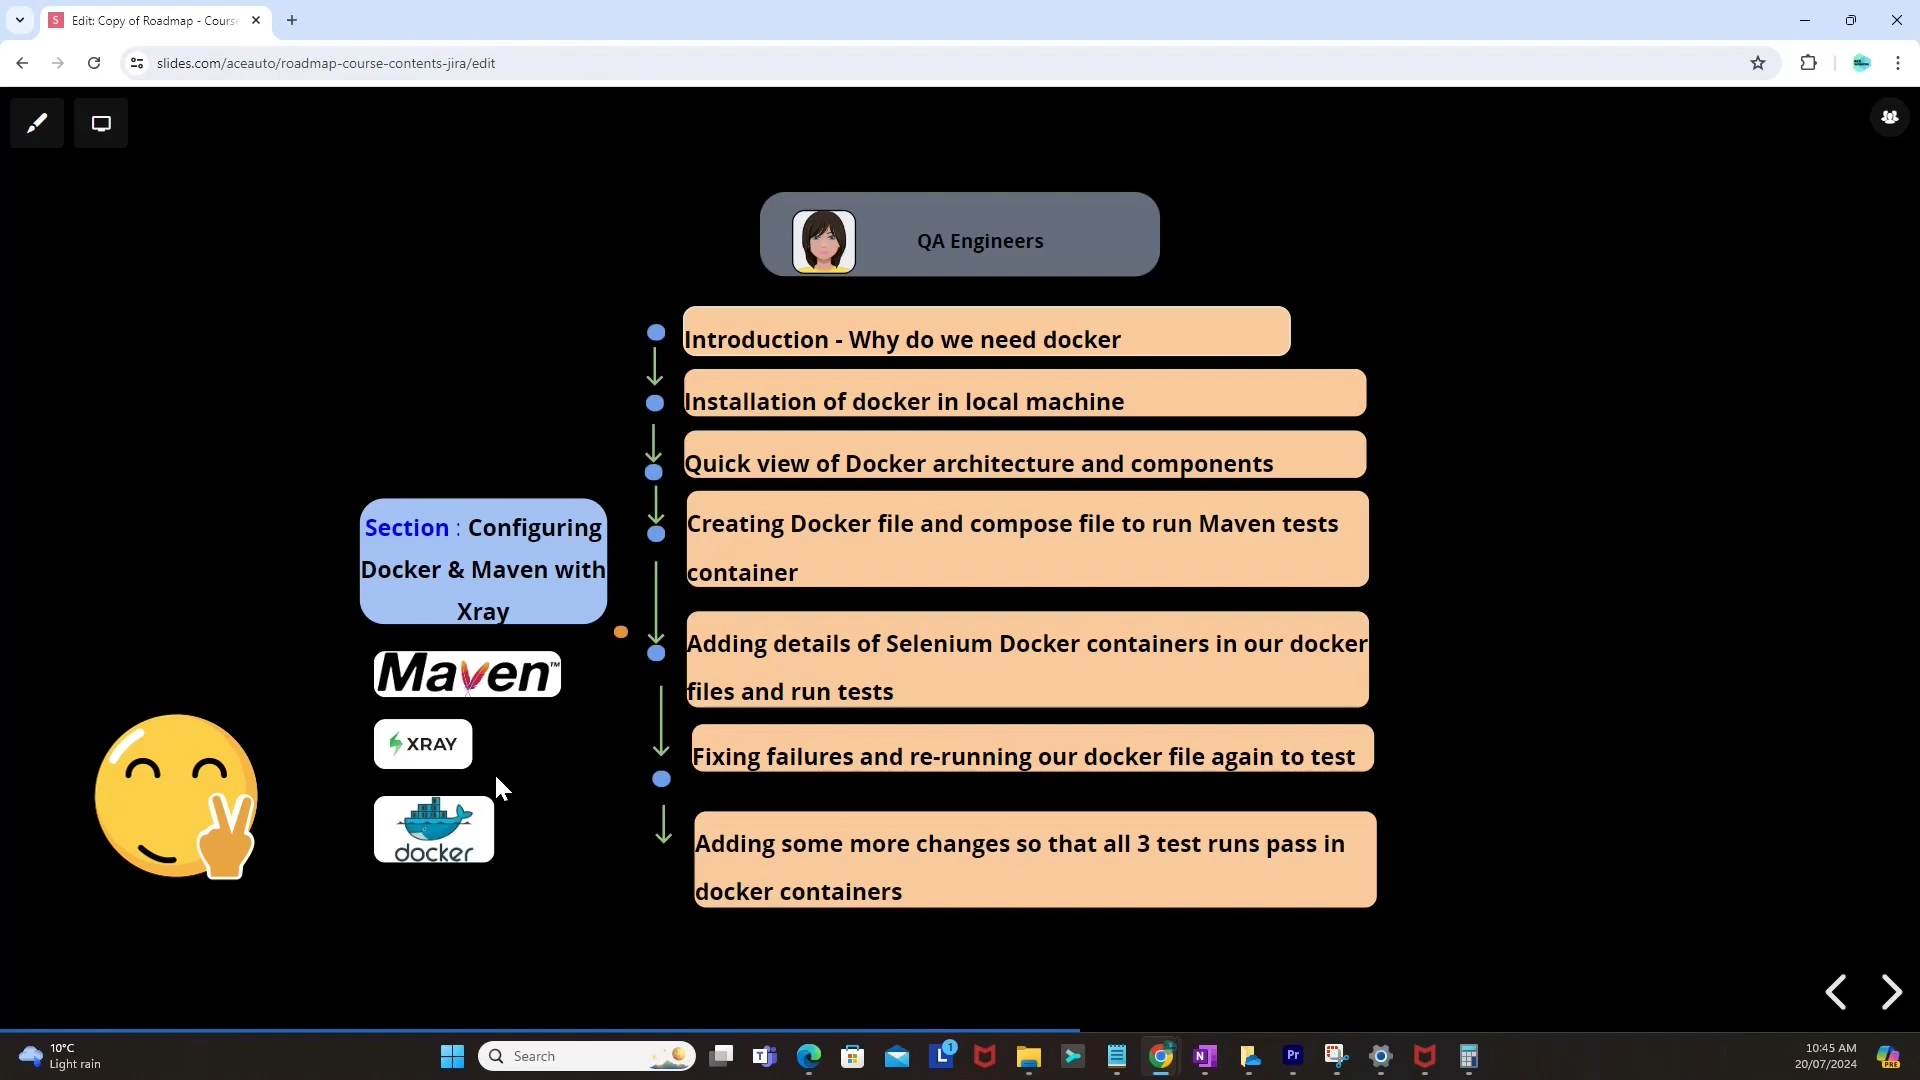 S
Edit: Copy of Roadmap - Cours
slides.com/aceauto/roadmap-course-contents-jira/edit
QA Engineers
Introduction - Why do we need docker
Installation of docker in local machine
Quick view of Docker architecture and components
Creating Docker file and compose file to run Maven tests
container
Section : Configuring
Docker & Maven with
Xray
Adding details of Selenium Docker containers in our docker
files and run tests
Maven™
XRAY
Fixing failures and re-running our docker file again to test
docker
Adding some more changes so that all 3 test runs pass in
docker containers
10°C
Light rain
Search
L
1
N
Pr
10:45 AM
20/07/2024
PRE